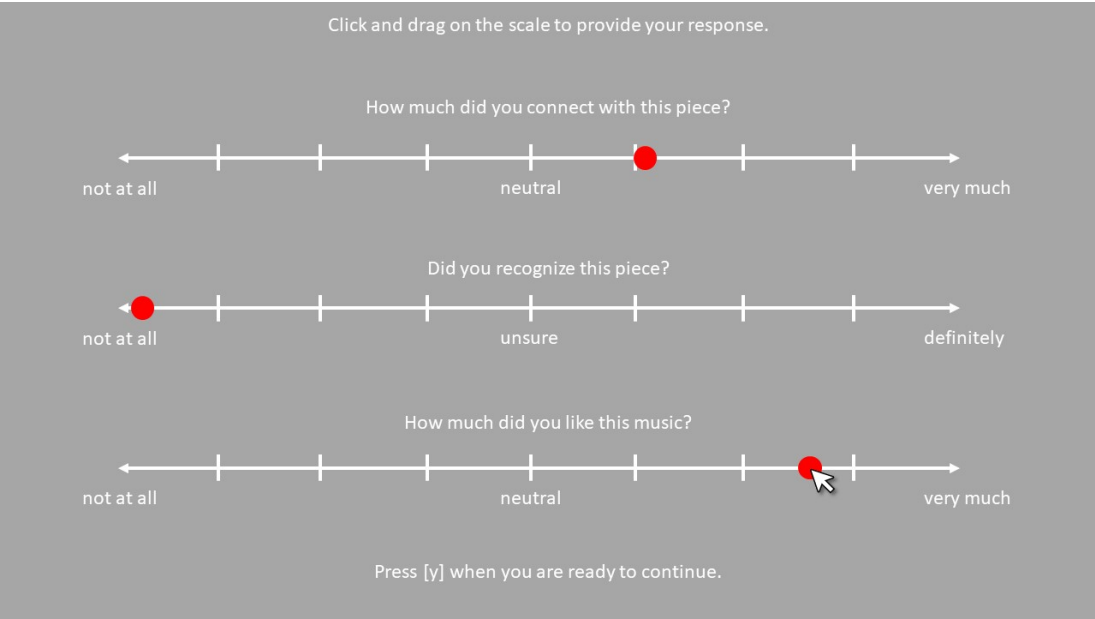 Click and drag on the scale to provide your response.
How much did you connect with this piece?
not at all neutral very much
Did you recognize this piece?
not at all unsure definitely
How much did you like this music?
not at all neutral very much
Press [y] when you are ready to continue.